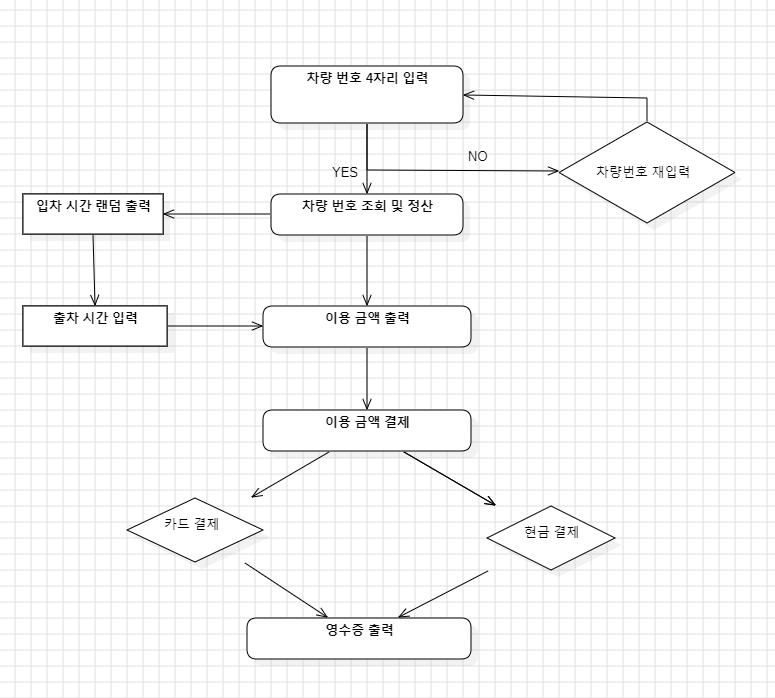 차량 번호 4자리 입력
NO
YES
차량번호 재입력
입차 시간 랜덤 출력
차량 번호 조회 및 정산
출차 시간 입력
이용 금액 출력
이용 금액 결제
카드 결제
현금 결제
영수증 출력